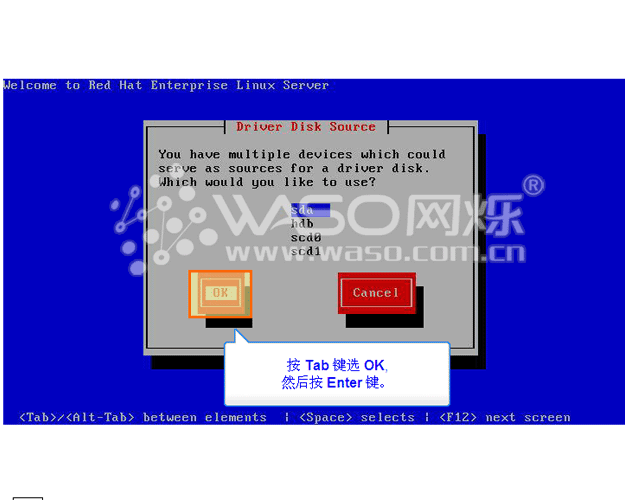 Welcome to Red Hat Enterprise Linux Server
Driver Disk Source
You have multiple devices which could
serve as sources for a driver disk.
Which would you like to use?
sda
hdb
scd0
scd1
WASO网烁®
www.waso.com.cn
OK
Cancel
按 Tab 键选 OK,
然后按 Enter 键。
<Tab>/<Alt-Tab> between elements | <Space> selects | <F12> next screen